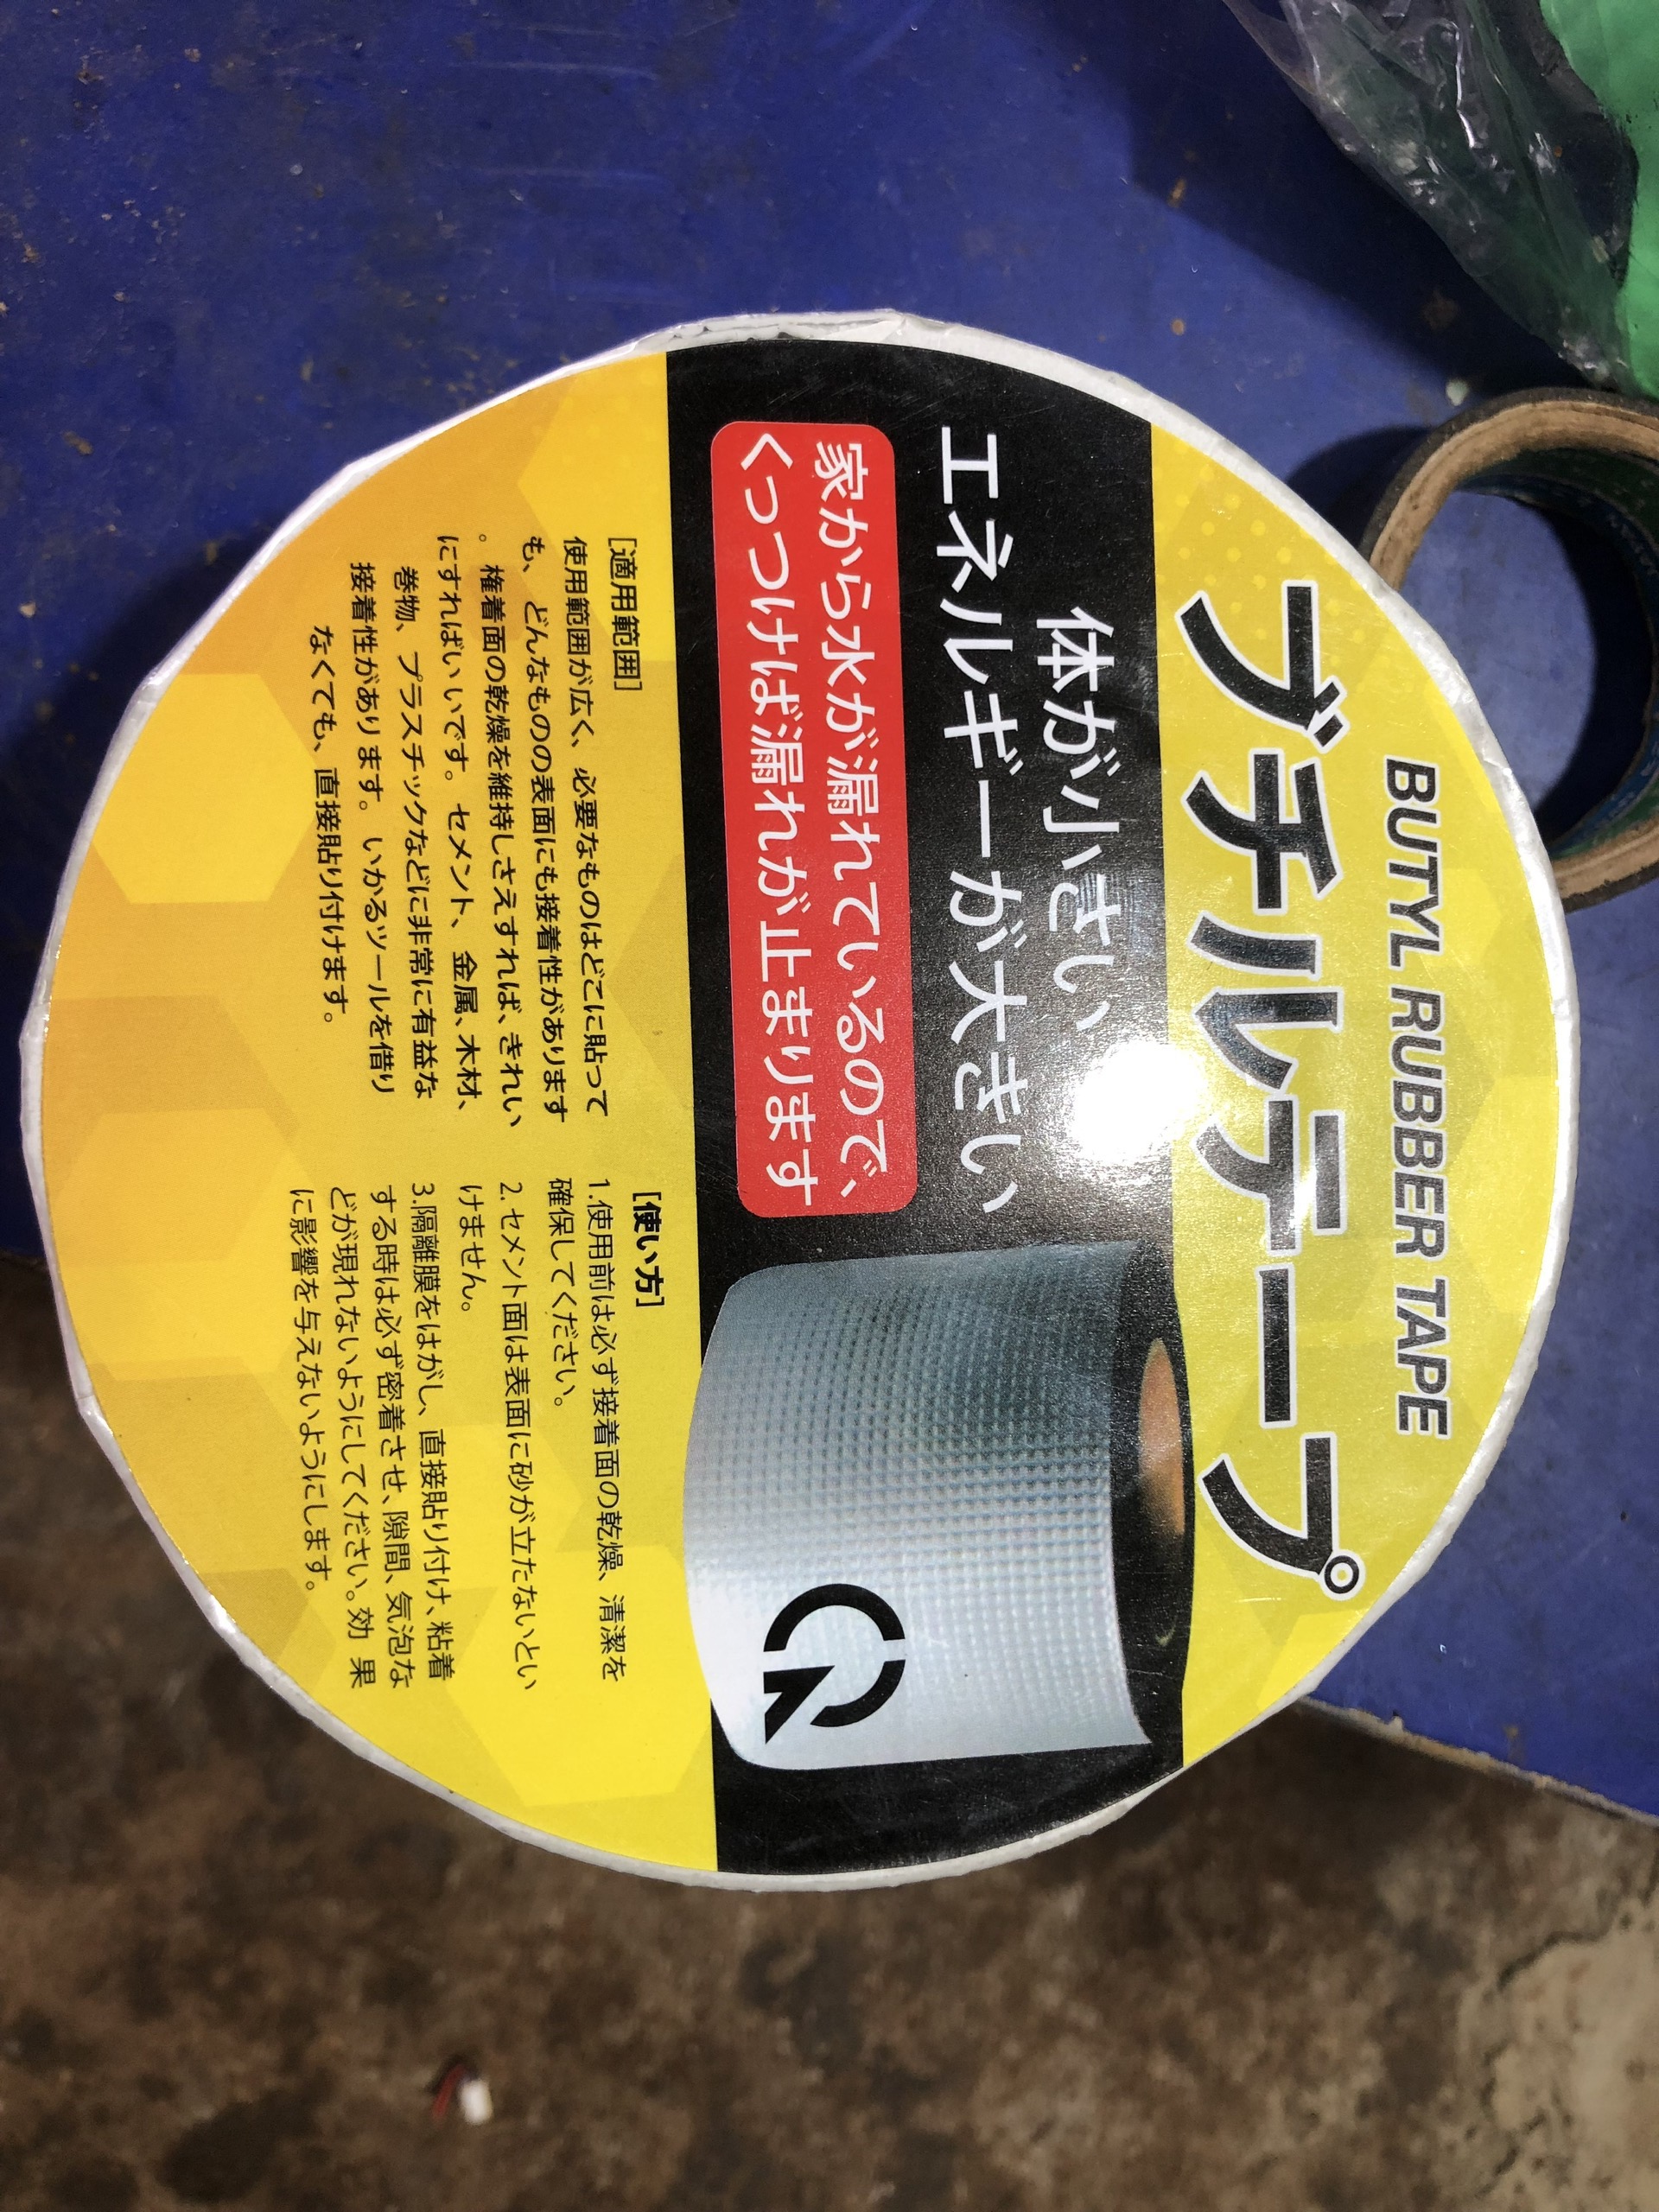 BUTYL RUBBER TAPE
ブチルテープ
体が小さい
エネルギーが大きい
家から水が漏れているので、
くっつけば漏れが止まります
[適用範囲]
使用範囲が広く、必要なものはどこに貼って
も、どんなものの表面にも接着性があります
。権着面の乾燥を維持しさえすれば、きれい
にすればいいです。セメント、金属、木材、
巻物、プラスチックなどに非常に有益な
接着性があります。いかるツールを借り
なくても、直接貼り付けます。
[使い方]
1.使用前は必ず接着面の乾燥、清潔を
確保してください。
2.セメント面は表面に砂が立たないとい
けません。
3.隔離膜をはがし、直接貼り付け、粘着
する時は必ず密着させ、隙間、気泡な
どが現れないようにしてください。効 果
に影響を与えないようにします。